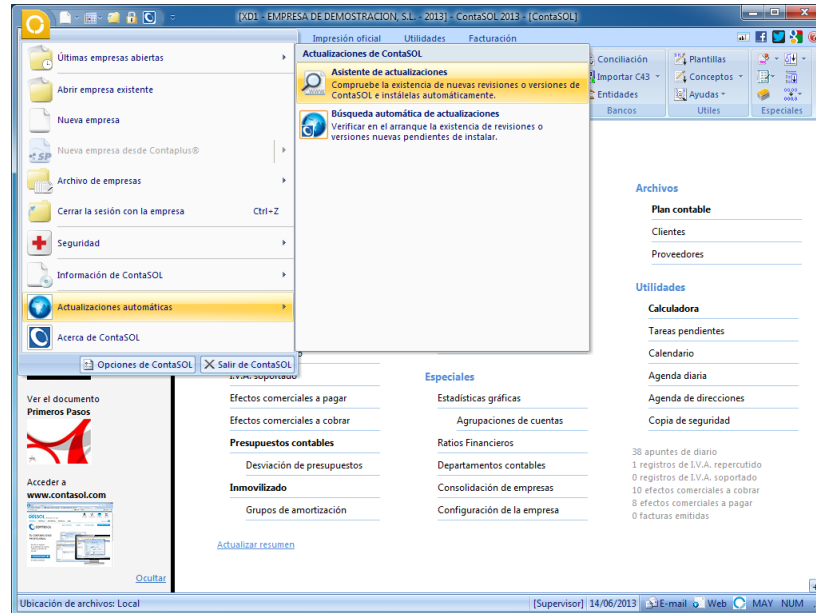 [XD1 - EMPRESA DE DEMOSTRACION, S.L. - 2013] - ContaSOL 2013 - [ContaSOL]
Impresión oficial Utilidades Facturación
Últimas empresas abiertas
Abrir empresa existente
Nueva empresa
Nueva empresa desde Contaplus®
Archivo de empresas
Cerrar la sesión con la empresa Ctrl+Z
Seguridad
Información de ContaSOL
Actualizaciones automáticas
Acerca de ContaSOL
Opciones de ContaSOL Salir de ContaSOL
Actualizaciones de ContaSOL
Asistente de actualizaciones
Compruebe la existencia de nuevas revisiones o versiones de
ContaSOL e instálelas automáticamente.
Búsqueda automática de actualizaciones
Verificar en el arranque la existencia de revisiones o
versiones nuevas pendientes de instalar.
Conciliación Plantillas
Importar C43 Conceptos
Entidades Ayudas
Bancos Utiles Especiales
Archivos
Plan contable
Clientes
Proveedores
Utilidades
Calculadora
Tareas pendientes
Calendario
Agenda diaria
Agenda de direcciones
Copia de seguridad
38 apuntes de diario
1 registros de I.V.A. repercutido
0 registros de I.V.A. soportado
10 efectos comerciales a cobrar
8 efectos comerciales a pagar
0 facturas emitidas
I.V.A. soportado
Efectos comerciales a pagar
Efectos comerciales a cobrar
Presupuestos contables
Desviación de presupuestos
Inmovilizado
Grupos de amortización
Actualizar resumen
Especiales
Estadísticas gráficas
Agrupaciones de cuentas
Ratios Financieros
Departamentos contables
Consolidación de empresas
Configuración de la empresa
Ver el documento
Primeros Pasos
Acceder a
www.contasol.com
Ocultar
Ubicación de archivos: Local [Supervisor] 14/06/2013 E-mail Web MAY NUM